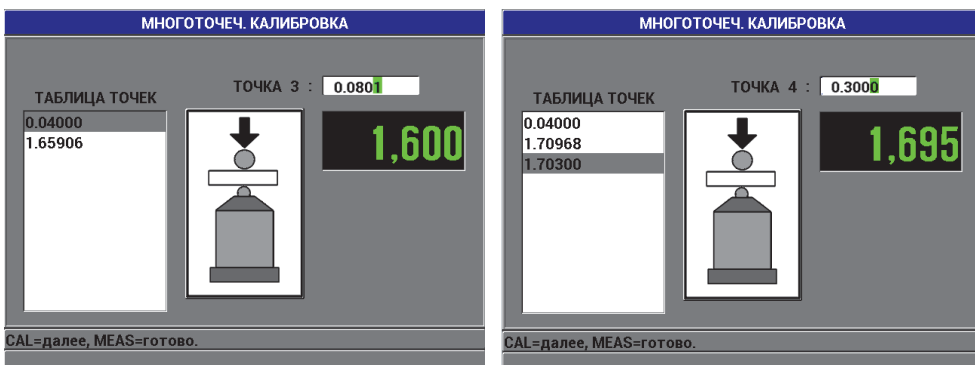 МНОГОТОЧЕЧ. КАЛИБРОВКА
ТОЧКА 3 : 0.0801
ТАБЛИЦА ТОЧЕК
0.04000
1.65906
1,600
CAL=далее, MEAS=готово.
МНОГОТОЧЕЧ. КАЛИБРОВКА
ТОЧКА 4 : 0.3000
ТАБЛИЦА ТОЧЕК
0.04000
1.70968
1.70300
1,695
CAL=далее, MEAS=готово.